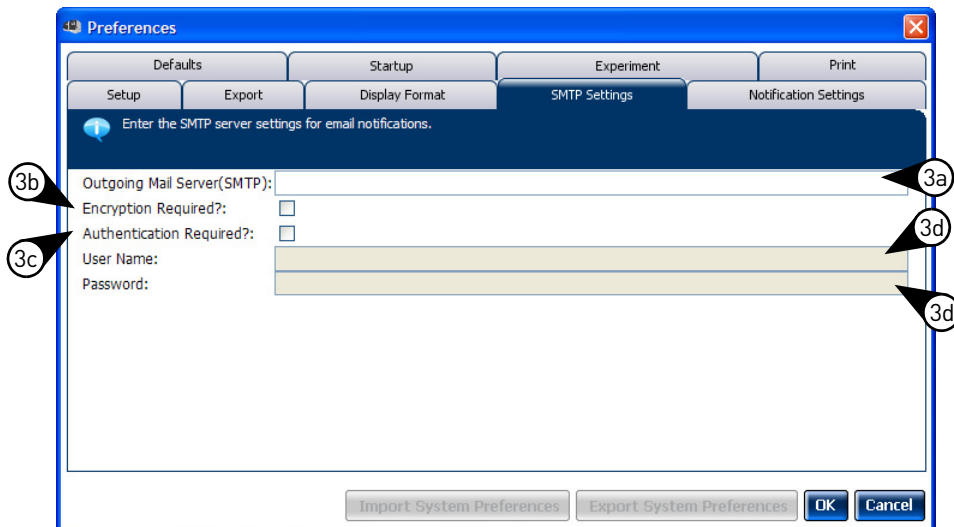 Preferences
Defaults Startup Experiment Print
Setup Export Display Format SMTP Settings Notification Settings
Enter the SMTP server settings for email notifications.
Outgoing Mail Server(SMTP): 3a
3b Encryption Required?:
3c Authentication Required?: 3d
User Name:
Password: 3d
Import System Preferences Export System Preferences OK Cancel